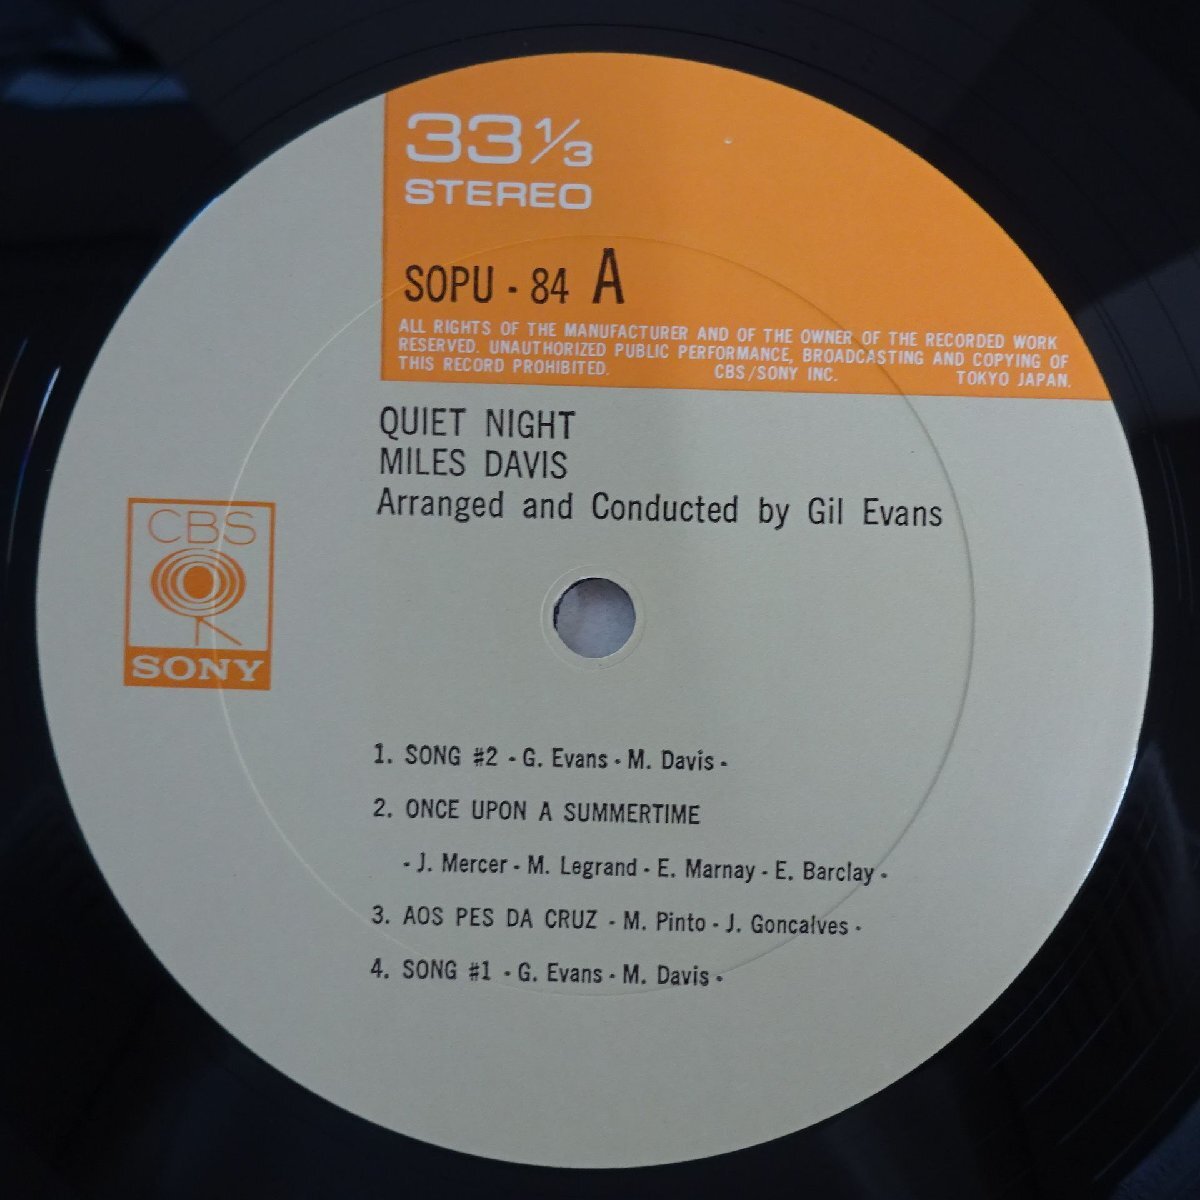 33 1/3
STEREO
SOPU - 84 A
ALL RIGHTS OF THE MANUFACTURER AND OF THE OWNER OF THE RECORDED WORK
RESERVED. UNAUTHORIZED PUBLIC PERFORMANCE, BROADCASTING AND COPYING OF
THIS RECORD PROHIBITED. CBS/SONY INC. TOKYO JAPAN.
QUIET NIGHT
MILES DAVIS
Arranged and Conducted by Gil Evans
CBS
SONY
1. SONG #2 - G. Evans - M. Davis -
2. ONCE UPON A SUMMERTIME
- J. Mercer - M. Legrand - E. Marnay - E. Barclay -
3. AOS PES DA CRUZ - M. Pinto - J. Goncalves -
4. SONG #1 - G. Evans - M. Davis -